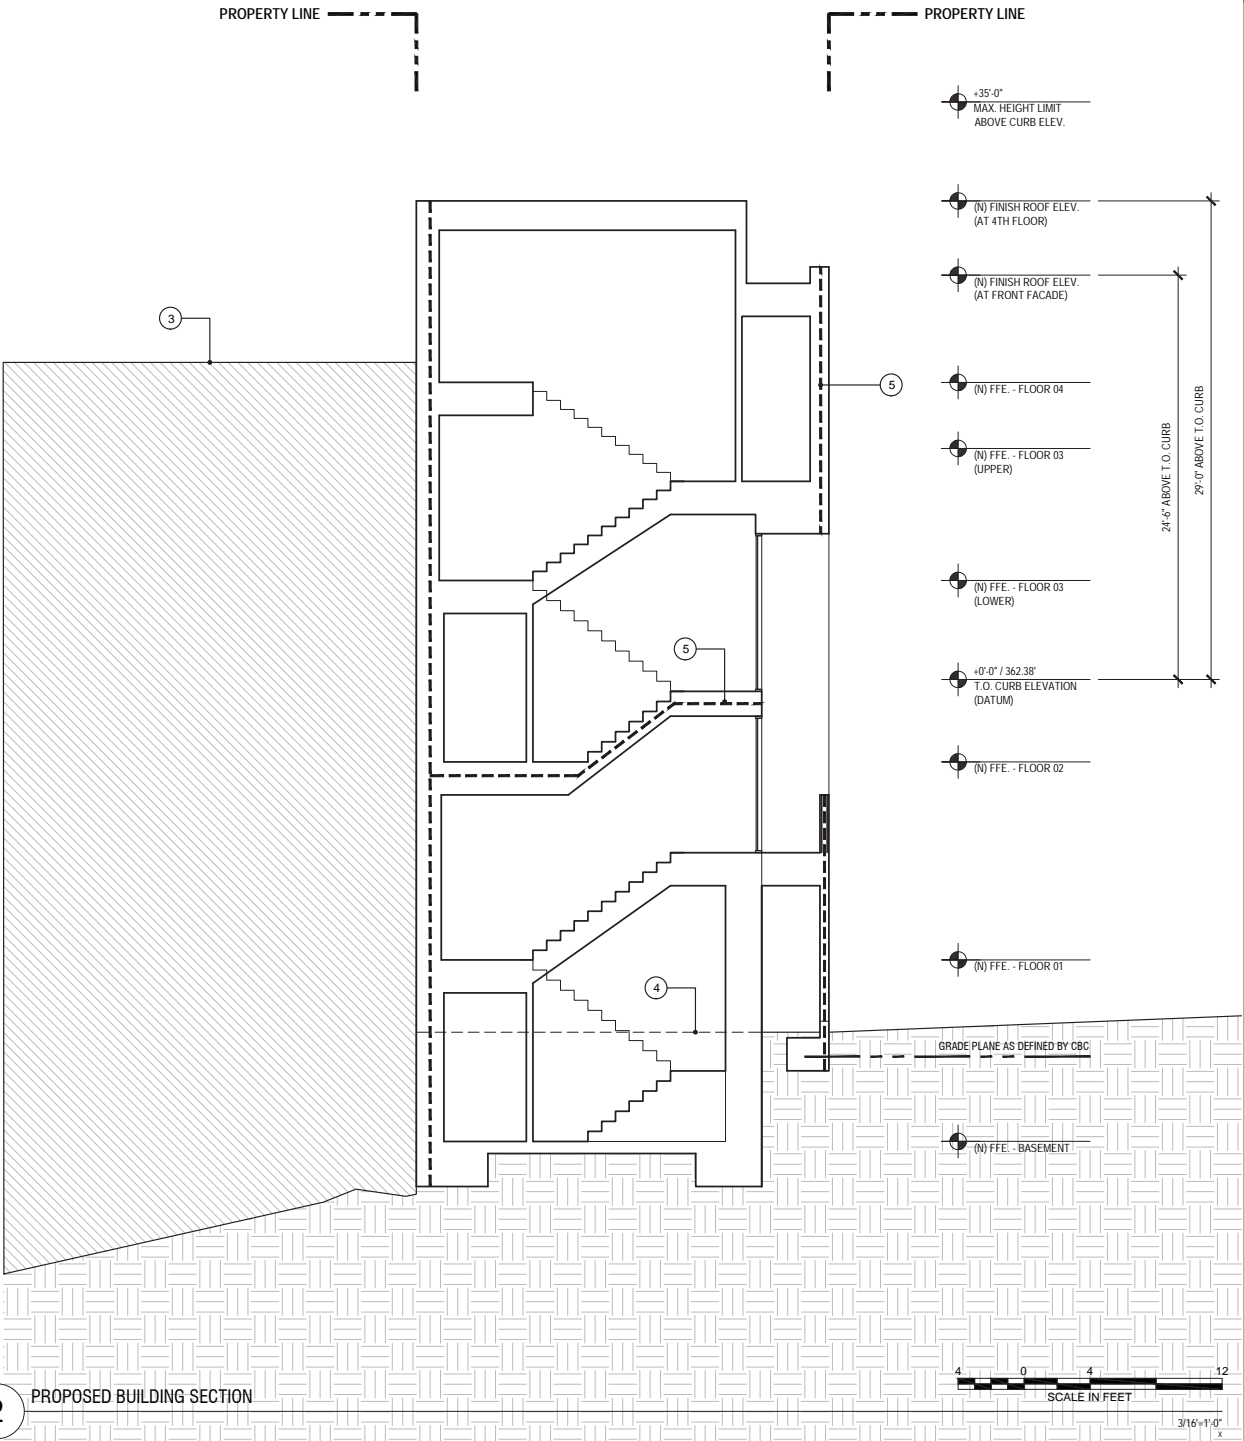 PROPERTY LINE
PROPERTY LINE
+35'-0"
MAX. HEIGHT LIMIT
ABOVE CURB ELEV.
(N) FINISH ROOF ELEV.
(AT 4TH FLOOR)
(N) FINISH ROOF ELEV.
(AT FRONT FACADE)
3
5
(N) FFE. - FLOOR 04
29'-0" ABOVE T.O. CURB
24'-6" ABOVE T.O. CURB
(N) FFE. - FLOOR 03
(UPPER)
(N) FFE. - FLOOR 03
(LOWER)
5
+0'-0" / 362.38'
T.O. CURB ELEVATION
(DATUM)
(N) FFE. - FLOOR 02
(N) FFE. - FLOOR 01
4
GRADE PLANE AS DEFINED BY CBC
(N) FFE. - BASEMENT
4 0 4 12
SCALE IN FEET
2 PROPOSED BUILDING SECTION
3/16"=1'-0"
x